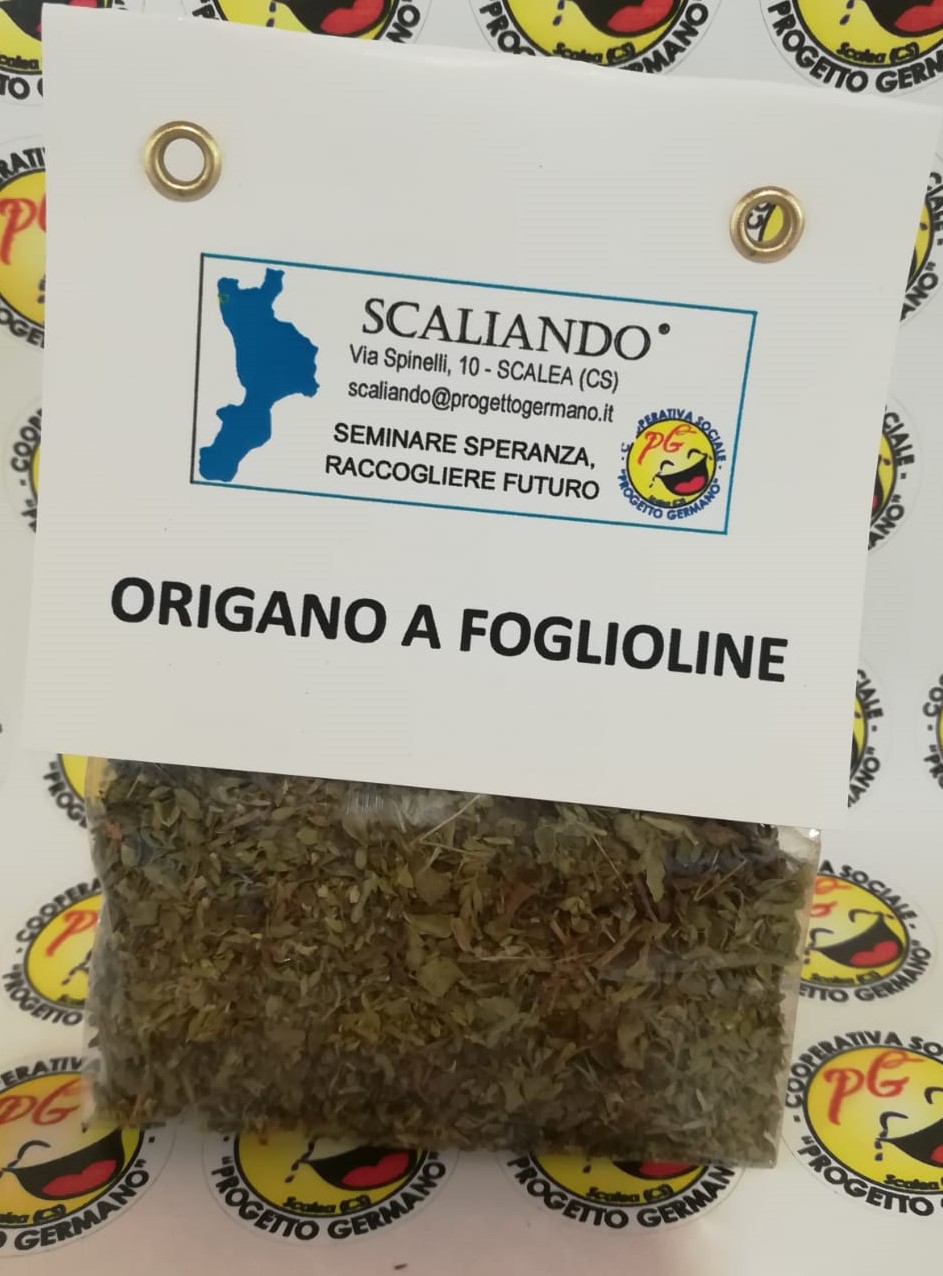 SCALIANDO°
Via Spinelli, 10 - SCALEA (CS)
scaliando@progettogermano.it
SEMINARE SPERANZA,
RACCOGLIERE FUTURO
COOPERATIVA SOCIALE
PG
Scalea (CS)
"PROGETTO GERMANO"
ORIGANO A FOGLIOLINE